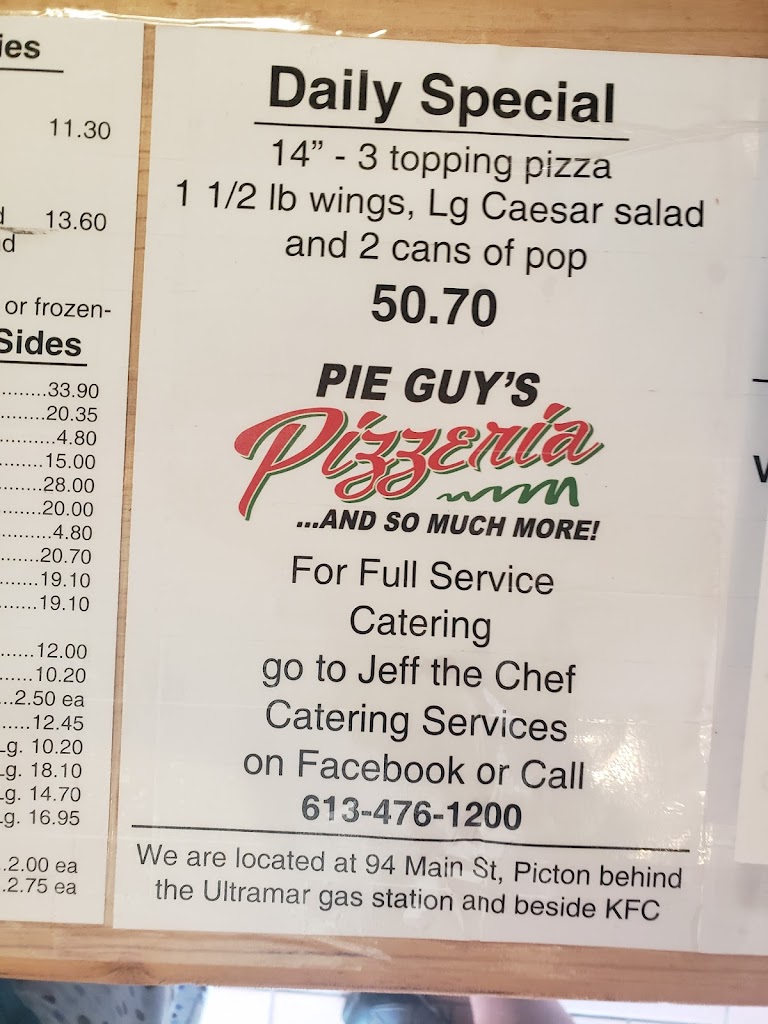 ies
11.30
13.60
or frozen-
Sides
........33.90
.......20.35
.........4.80
........15.00
.......28.00
.......20.00
........4.80
.......20.70
.......19.10
.......19.10
......12.00
......10.20
...2.50 ea
......12.45
Lg. 10.20
Lg. 18.10
Lg. 14.70
Lg. 16.95
..2.00 ea
..2.75 ea
Daily Special
14” - 3 topping pizza
1 1/2 lb wings, Lg Caesar salad
and 2 cans of pop
50.70
PIE GUY’S
Pizzeria
...AND SO MUCH MORE!
For Full Service
Catering
go to Jeff the Chef
Catering Services
on Facebook or Call
613-476-1200
We are located at 94 Main St, Picton behind
the Ultramar gas station and beside KFC